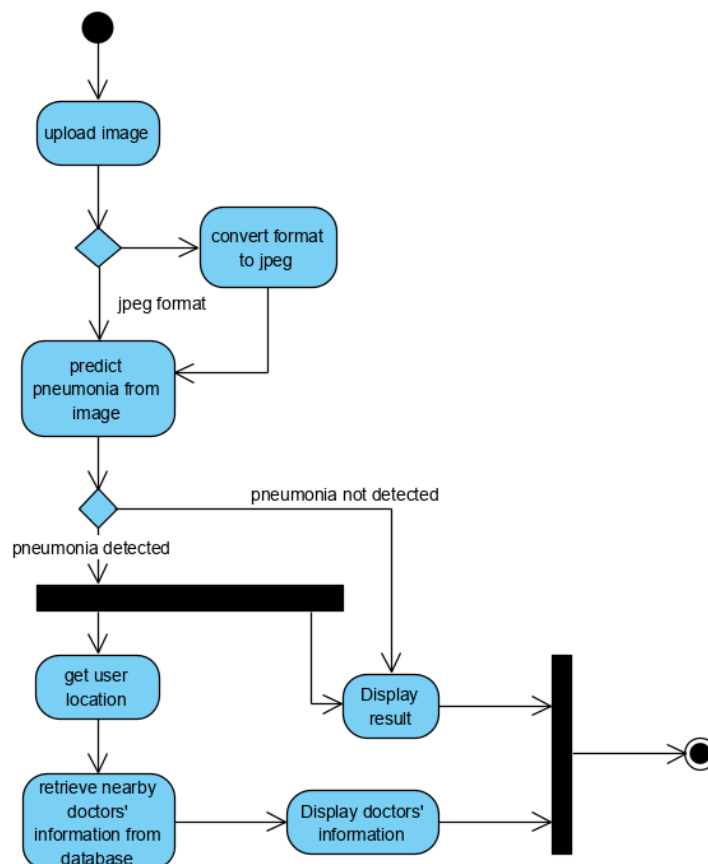 upload image
convert format
to jpeg
jpeg format
predict
pneumonia from
image
pneumonia not detected
pneumonia detected
get user
location
Display
result
retrieve nearby
doctors'
information from
database
Display doctors'
information